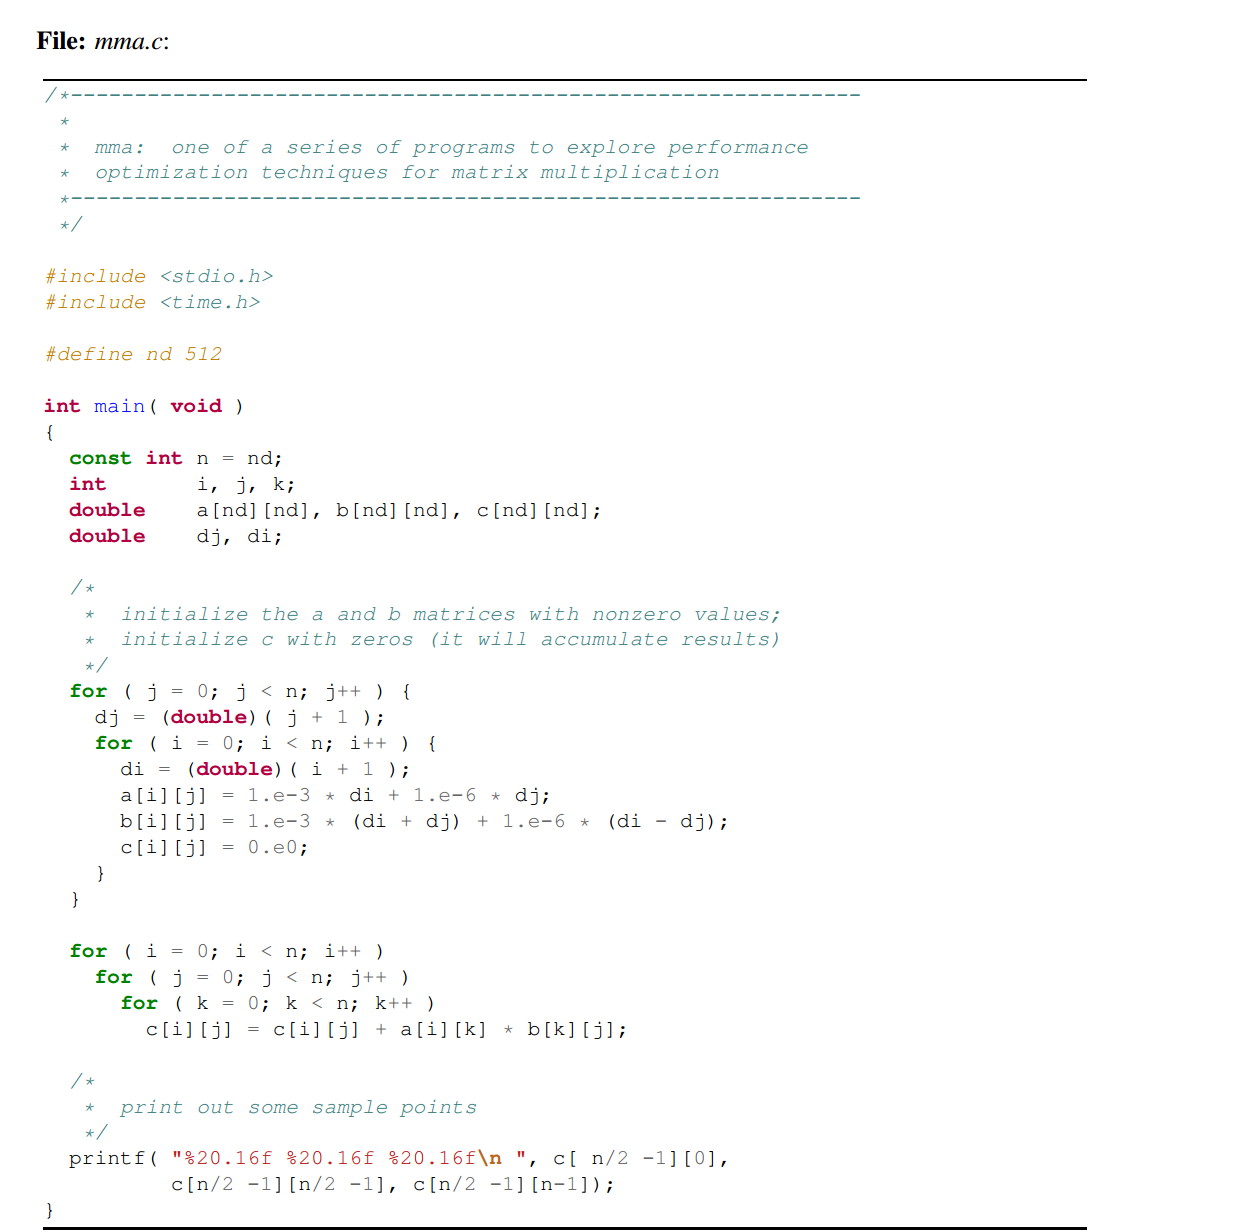 File: mma.c:
/*--------------------------------------------------------------
 *
 *  mma:  one of a series of programs to explore performance
 *  optimization techniques for matrix multiplication
 *--------------------------------------------------------------
 */
#include <stdio.h>
#include <time.h>
#define nd 512
int main( void )
{
  const int n = nd;
  int       i, j, k;
  double    a[nd][nd], b[nd][nd], c[nd][nd];
  double    dj, di;
  /*
   *  initialize the a and b matrices with nonzero values;
   *  initialize c with zeros (it will accumulate results)
   */
  for ( j = 0; j < n; j++ ) {
    dj = (double)( j + 1 );
    for ( i = 0; i < n; i++ ) {
      di = (double)( i + 1 );
      a[i][j] = 1.e-3 * di + 1.e-6 * dj;
      b[i][j] = 1.e-3 * (di + dj) + 1.e-6 * (di - dj);
      c[i][j] = 0.e0;
    }
  }
  for ( i = 0; i < n; i++ )
    for ( j = 0; j < n; j++ )
      for ( k = 0; k < n; k++ )
        c[i][j] = c[i][j] + a[i][k] * b[k][j];
  /*
   *  print out some sample points
   */
  printf( "%20.16f %20.16f %20.16f\n ", c[ n/2 -1][0],
          c[n/2 -1][n/2 -1], c[n/2 -1][n-1]);
}